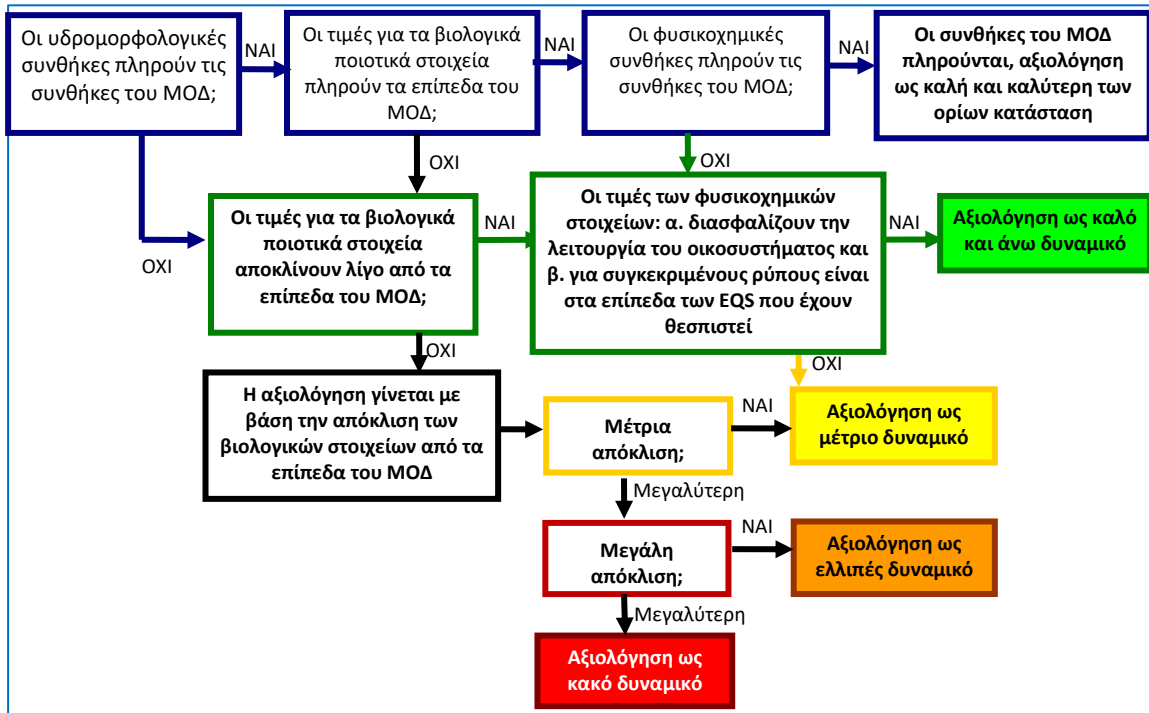 Οι υδρομορφολογικές
συνθήκες πληρούν τις
συνθήκες του ΜΟΔ;
ΝΑΙ
Οι τιμές για τα βιολογικά
ποιοτικά στοιχεία
πληρούν τα επίπεδα του
ΜΟΔ;
ΝΑΙ
Οι φυσικοχημικές
συνθήκες πληρούν τις
συνθήκες του ΜΟΔ;
ΝΑΙ
Οι συνθήκες του ΜΟΔ
πληρούνται, αξιολόγηση
ως καλή και καλύτερη των
ορίων κατάσταση
ΟΧΙ
ΟΧΙ
ΟΧΙ
Οι τιμές για τα βιολογικά
ποιοτικά στοιχεία
αποκλίνουν λίγο από τα
επίπεδα του ΜΟΔ;
ΝΑΙ
Οι τιμές των φυσικοχημικών
στοιχείων: α. διασφαλίζουν την
λειτουργία του οικοσυστήματος και
β. για συγκεκριμένους ρύπους είναι
στα επίπεδα των EQS που έχουν
θεσπιστεί
ΝΑΙ
Αξιολόγηση ως καλό
και άνω δυναμικό
ΟΧΙ
ΟΧΙ
Η αξιολόγηση γίνεται με
βάση την απόκλιση των
βιολογικών στοιχείων από τα
επίπεδα του ΜΟΔ
Μέτρια
απόκλιση;
ΝΑΙ
Αξιολόγηση ως
μέτριο δυναμικό
Μεγαλύτερη
Μεγάλη
απόκλιση;
ΝΑΙ
Αξιολόγηση ως
ελλιπές δυναμικό
Μεγαλύτερη
Αξιολόγηση ως
κακό δυναμικό